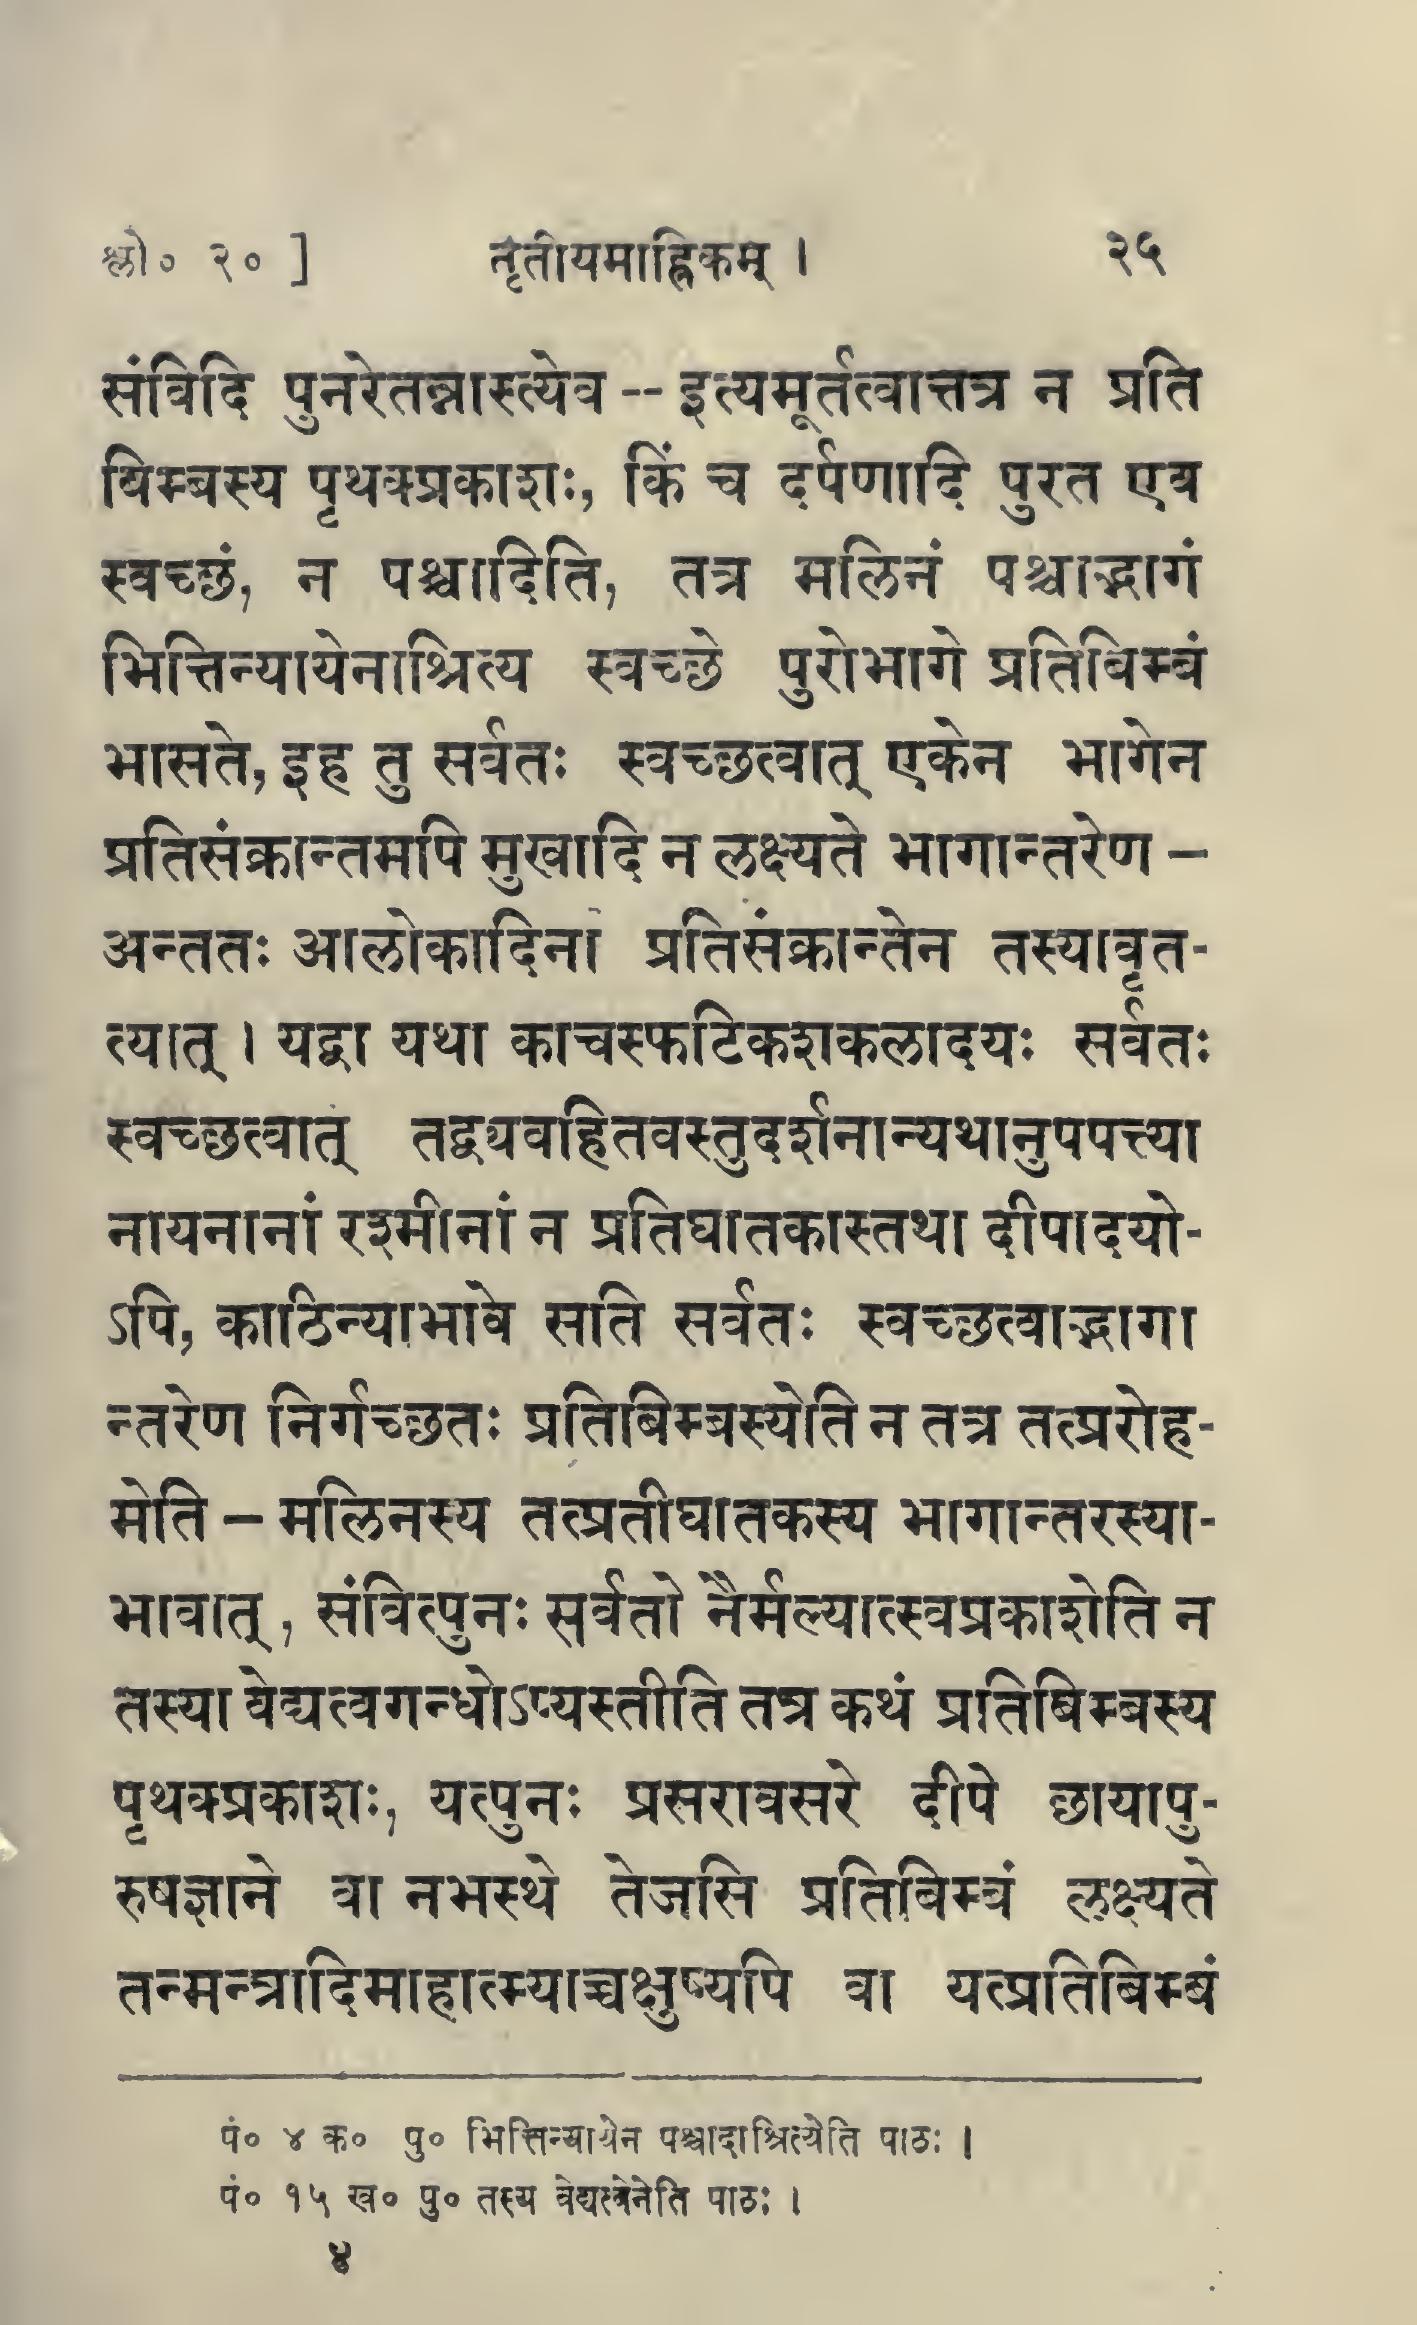 श्लो० २० ] तृतीयमाह्निकम् । २५
संविदि पुनरेतन्नास्त्येव -- इत्यमूर्तत्वात्तत्र न प्रति
बिम्बस्य पृथक्प्रकाशः, किं च दर्पणादि पुरत एव
स्वच्छं, न पश्चादिति, तत्र मलिनं पश्चाद्भागं
भित्तिन्यायेनाश्रित्य स्वच्छे पुरोभागे प्रतिबिम्बं
भासते, इह तु सर्वतः स्वच्छत्वात् एकेन भागेन
प्रतिसंक्रान्तमपि मुखादि न लक्ष्यते भागान्तरेण –
अन्ततः आलोकादिना प्रतिसंक्रान्तेन तस्यावृत-
त्वात् । यद्वा यथा काचस्फटिकशकलादयः सर्वतः
स्वच्छत्वात् तद्व्यवहितवस्तुदर्शनान्यथानुपपत्त्या
नायनानां रश्मीनां न प्रतिघातकास्तथा दीपादयो-
ऽपि, काठिन्याभावे सति सर्वतः स्वच्छत्वाद्भागा
न्तरेण निर्गच्छतः प्रतिबिम्बस्येति न तत्र तत्प्ररोह-
मेति – मलिनस्य तत्प्रतीघातकस्य भागान्तरस्या-
भावात् , संवित्पुनः सर्वतो नैर्मल्यात्स्वप्रकाशेति न
तस्या वेद्यत्वगन्धोऽप्यस्तीति तत्र कथं प्रतिबिम्बस्य
पृथक्प्रकाशः, यत्पुनः प्रसरावसरे दीपे छायापु-
रुषज्ञाने वा नभस्थे तेजसि प्रतिबिम्बं लक्ष्यते
तन्मन्त्रादिमाहात्म्याच्चक्षुष्यपि वा यत्प्रतिबिम्बं
पं० ४ क० पु० भित्तिन्यायेन पश्चादाश्रित्येति पाठः ।
पं० १५ ख० पु० तस्य वेद्यत्वेनेति पाठः ।
४